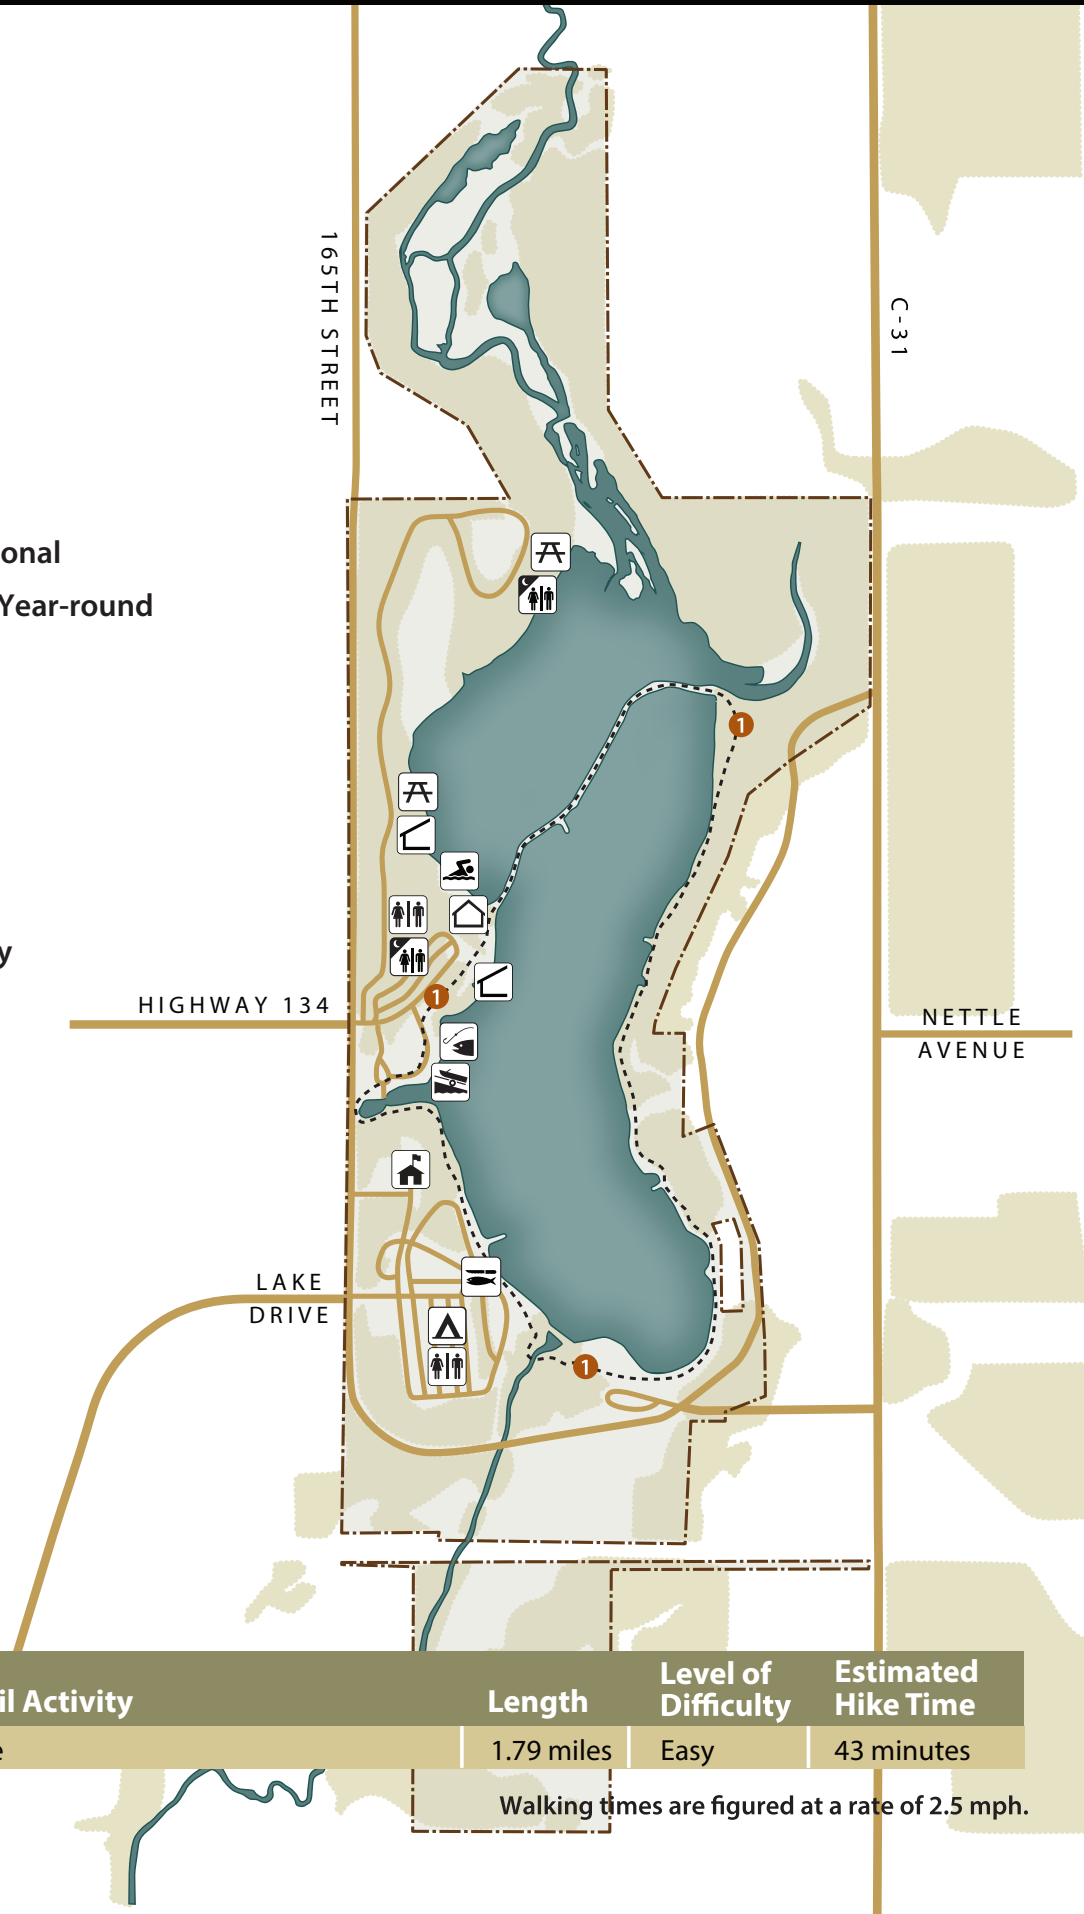 165TH STREET
C-31
onal
Year-round
1
y
HIGHWAY 134
1
NETTLE
AVENUE
LAKE
DRIVE
1
il Activity
Length
Level of
Difficulty
Estimated
Hike Time
e
1.79 miles
Easy
43 minutes
Walking times are figured at a rate of 2.5 mph.